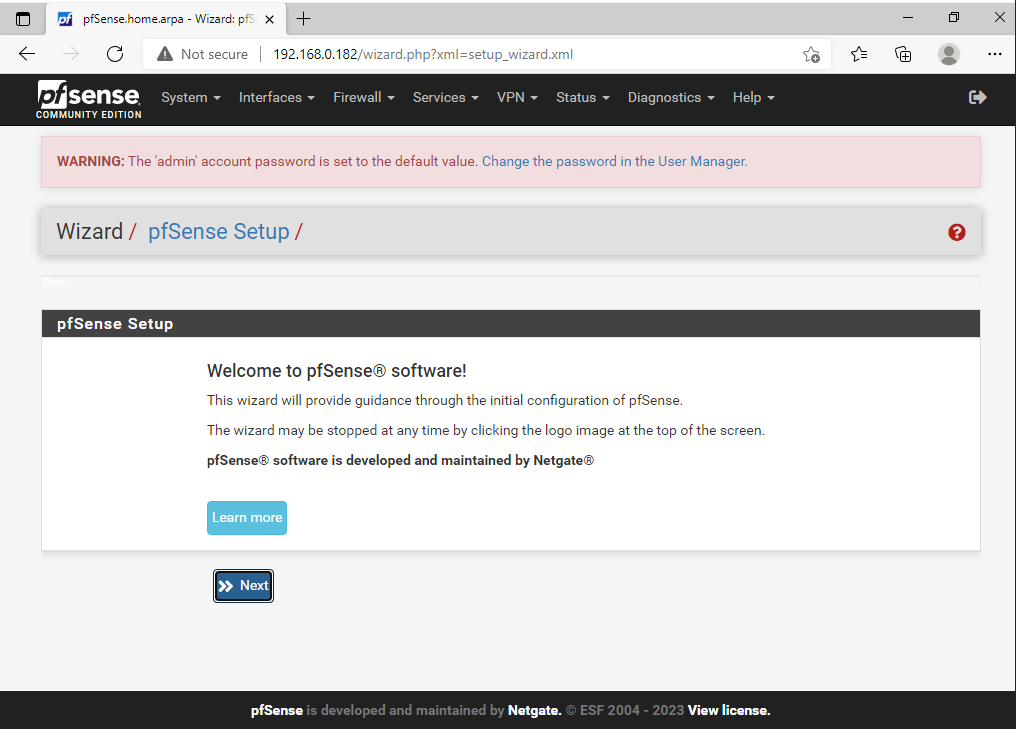 pfSense.home.arpa - Wizard: pfS
Not secure 192.168.0.182/wizard.php?xml=setup_wizard.xml
pfsense
COMMUNITY EDITION
System Interfaces Firewall Services VPN Status Diagnostics Help
WARNING: The 'admin' account password is set to the default value. Change the password in the User Manager.
Wizard / pfSense Setup /
Step
pfSense Setup
Welcome to pfSense® software!
This wizard will provide guidance through the initial configuration of pfSense.
The wizard may be stopped at any time by clicking the logo image at the top of the screen.
pfSense® software is developed and maintained by Netgate®
Learn more
Next
pfSense is developed and maintained by Netgate. © ESF 2004 - 2023 View license.